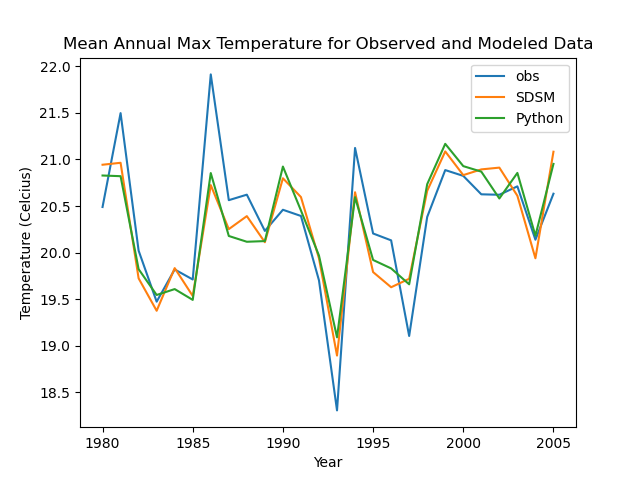 Mean Annual Max Temperature for Observed and Modeled Data
obs
SDSM
Python
Temperature (Celcius)
22.0
21.5
21.0
20.5
20.0
19.5
19.0
18.5
1980 1985 1990 1995 2000 2005
Year